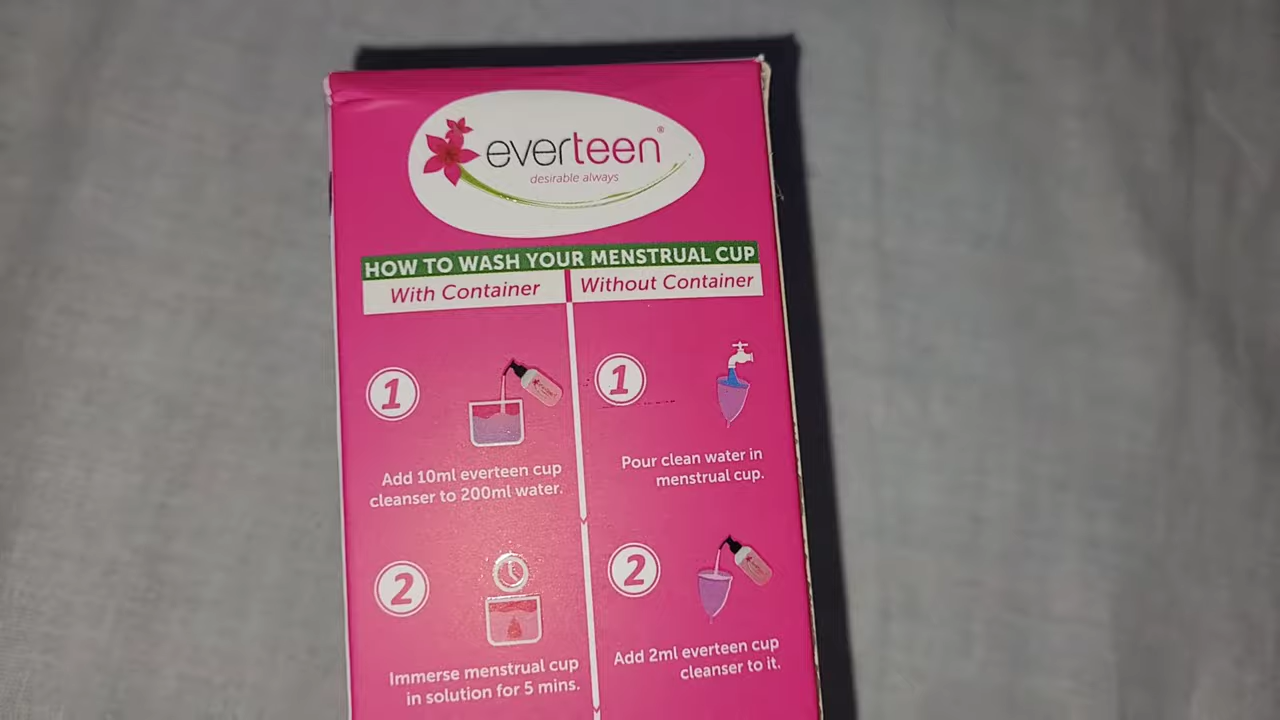 everteen®
desirable always
HOW TO WASH YOUR MENSTRUAL CUP
With Container
1
Add 10ml everteen cup
cleanser to 200ml water.
2
Immerse menstrual cup
in solution for 5 mins.
Without Container
1
Pour clean water in
menstrual cup.
2
Add 2ml everteen cup
cleanser to it.